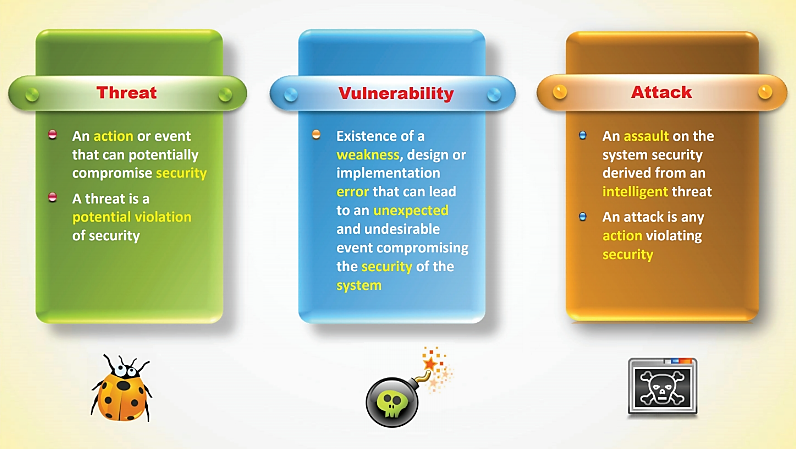 Threat
An action or event
that can potentially
compromise security
A threat is a
potential violation
of security
Vulnerability
Existence of a
weakness, design or
implementation
error that can lead
to an unexpected
and undesirable
event compromising
the security of the
system
Attack
An assault on the
system security
derived from an
intelligent threat
An attack is any
action violating
security